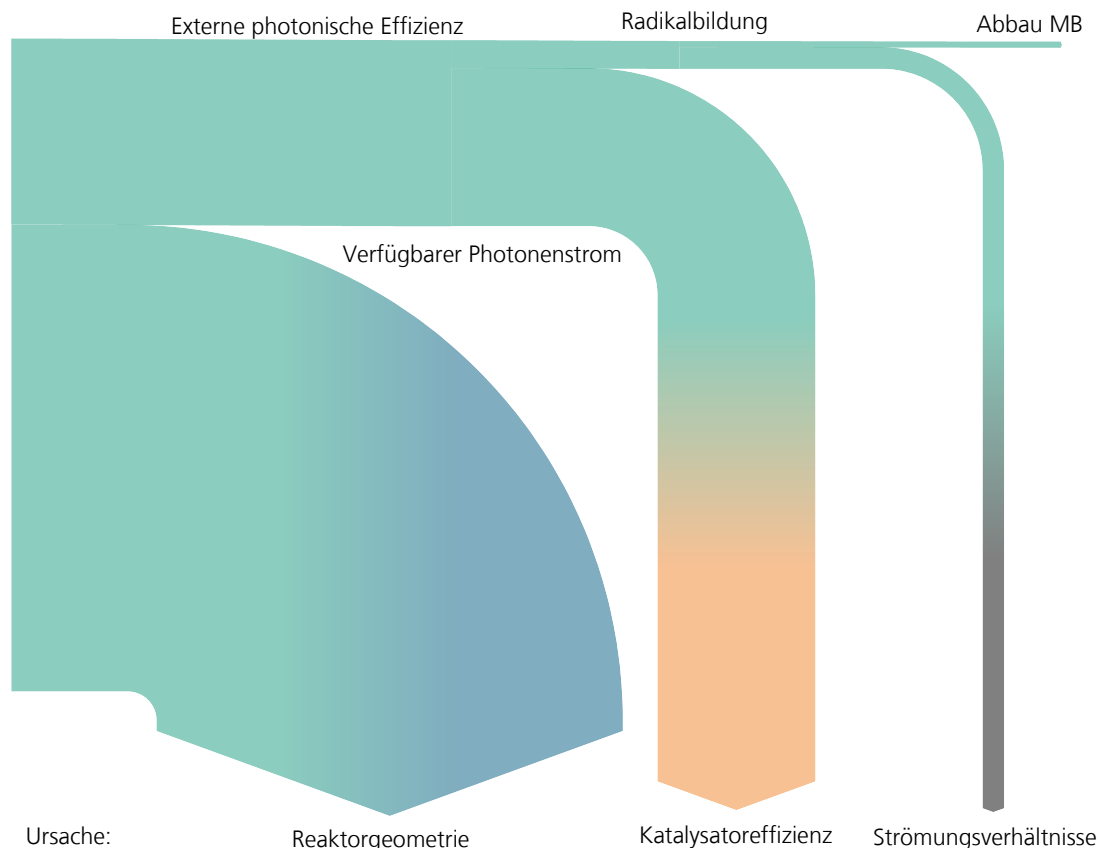 Externe photonische Effizienz
Radikalbildung
Abbau MB
Verfügbarer Photonenstrom
Ursache:
Reaktorgeometrie
Katalysatoreffizienz
Strömungsverhältnisse